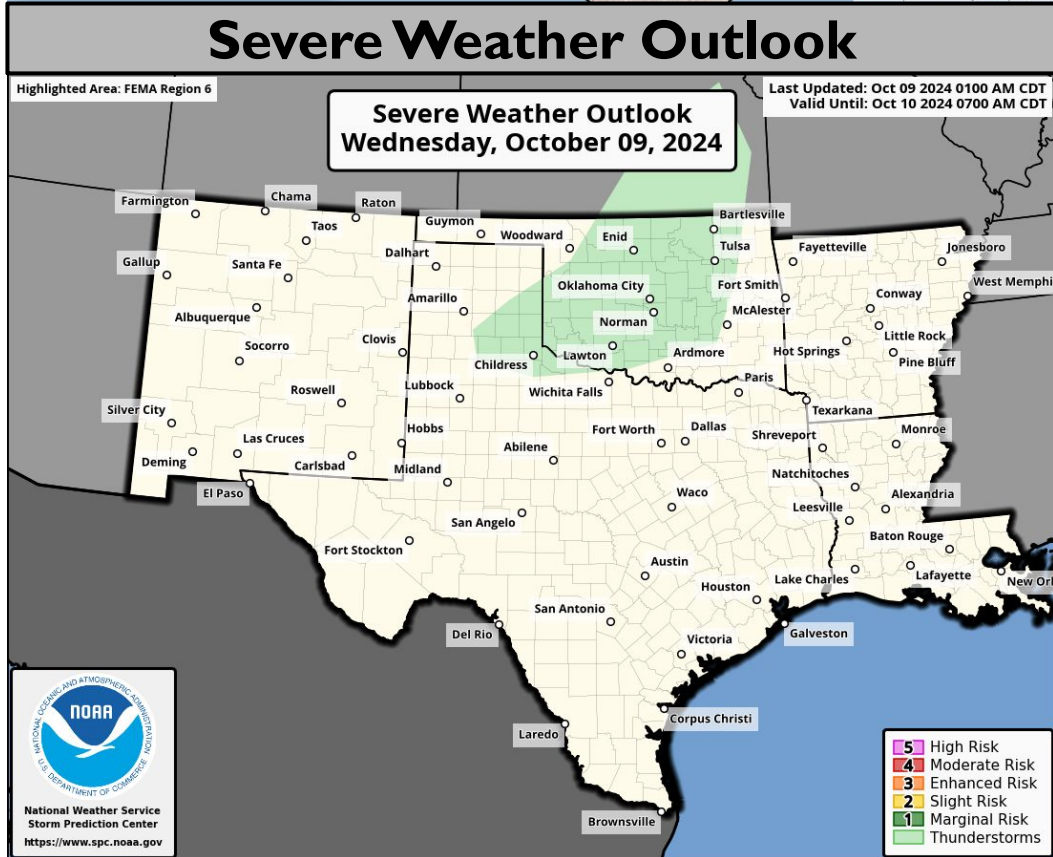 Severe Weather Outlook
Highlighted Area: FEMA Region 6
Last Updated: Oct 09 2024 0100 AM CDT
Valid Until: Oct 10 2024 0700 AM CDT
Severe Weather Outlook
Wednesday, October 09, 2024
Farmington
Chama
Raton
Taos
Guymon
Woodward
Enid
Bartlesville
Tulsa
Fayetteville
Jonesboro
Gallup
Santa Fe
Dalhart
Oklahoma City
Fort Smith
West Memphi
Albuquerque
Amarillo
Norman
McAlester
Conway
Socorro
Clovis
Childress
Lawton
Ardmore
Hot Springs
Little Rock
Pine Bluff
Roswell
Lubbock
Wichita Falls
Paris
Texarkana
Silver City
Las Cruces
Hobbs
Abilene
Fort Worth
Dallas
Shreveport
Monroe
Deming
Carlsbad
Midland
Natchitoches
El Paso
San Angelo
Waco
Leesville
Alexandria
Fort Stockton
Baton Rouge
Austin
Houston
Lake Charles
Lafayette
New Orl
San Antonio
Del Rio
Victoria
Galveston
Laredo
Corpus Christi
Brownsville
NATIONAL OCEANIC AND ATMOSPHERIC ADMINISTRATION
NOAA
U.S. DEPARTMENT OF COMMERCE
National Weather Service
Storm Prediction Center
https://www.spc.noaa.gov
5 High Risk
4 Moderate Risk
3 Enhanced Risk
2 Slight Risk
1 Marginal Risk
Thunderstorms